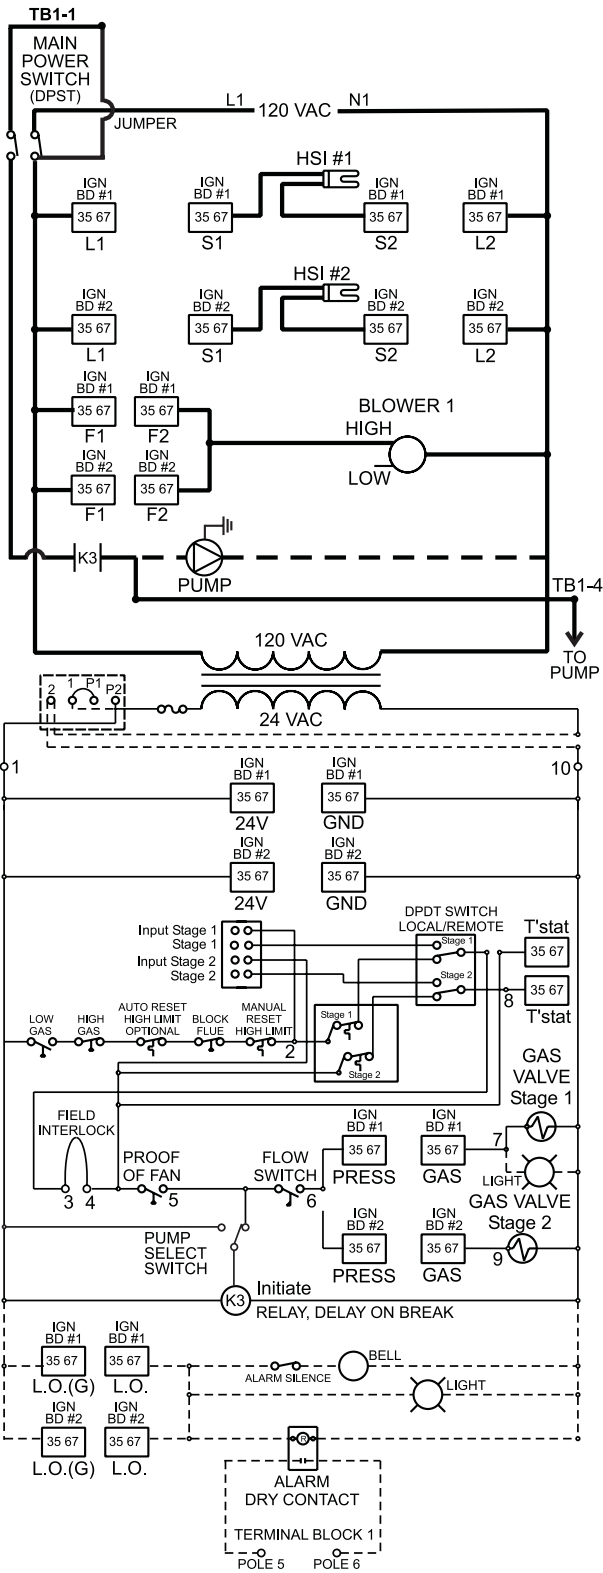 TB1-1
MAIN
POWER
SWITCH
(DPST)
JUMPER
L1 120 VAC N1
HSI #1
IGN
BD #1
35 67
L1
IGN
BD #1
35 67
S1
IGN
BD #1
35 67
S2
IGN
BD #1
35 67
L2
HSI #2
IGN
BD #2
35 67
L1
IGN
BD #2
35 67
S1
IGN
BD #2
35 67
S2
IGN
BD #2
35 67
L2
IGN
BD #1
35 67
F1
IGN
BD #1
35 67
F2
BLOWER 1
HIGH
LOW
IGN
BD #2
35 67
F1
IGN
BD #2
35 67
F2
K3
PUMP
TB1-4
TO
PUMP
120 VAC
2 1 P1 P2
24 VAC
1
10
IGN
BD #1
35 67
24V
IGN
BD #1
35 67
GND
IGN
BD #2
35 67
24V
IGN
BD #2
35 67
GND
Input Stage 1
Stage 1
Input Stage 2
Stage 2
DPDT SWITCH
LOCAL/REMOTE
Stage 1
Stage 2
T'stat
35 67
35 67
T'stat
8
LOW
GAS
HIGH
GAS
AUTO RESET
HIGH LIMIT
OPTIONAL
BLOCK
FLUE
MANUAL
RESET
HIGH LIMIT
2
Stage 1
Stage 2
GAS
VALVE
Stage 1
FIELD
INTERLOCK
3 4
PROOF
OF FAN
5
FLOW
SWITCH
6
IGN
BD #1
35 67
PRESS
IGN
BD #1
35 67
GAS
7
LIGHT
GAS VALVE
Stage 2
PUMP
SELECT
SWITCH
IGN
BD #2
35 67
PRESS
IGN
BD #2
35 67
GAS
9
K3
Initiate
RELAY, DELAY ON BREAK
IGN
BD #1
35 67
L.O.(G)
IGN
BD #1
35 67
L.O.
ALARM SILENCE
BELL
LIGHT
IGN
BD #2
35 67
L.O.(G)
IGN
BD #2
35 67
L.O.
R
ALARM
DRY CONTACT
TERMINAL BLOCK 1
POLE 5
POLE 6